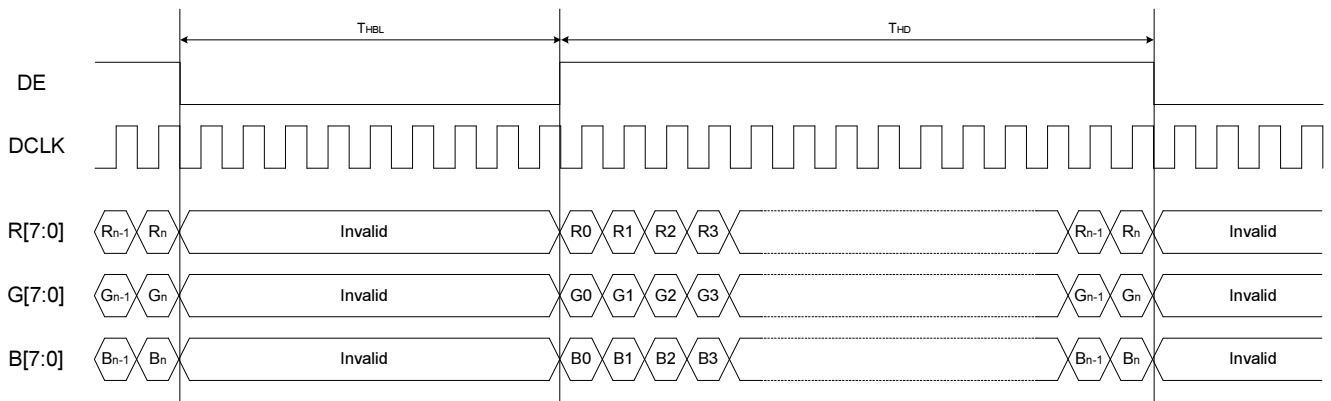 THBL THD
DE
DCLK
R[7:0] Rn-1 Rn Invalid R0 R1 R2 R3 Rn-1 Rn Invalid
G[7:0] Gn-1 Gn Invalid G0 G1 G2 G3 Gn-1 Gn Invalid
B[7:0] Bn-1 Bn Invalid B0 B1 B2 B3 Bn-1 Bn Invalid